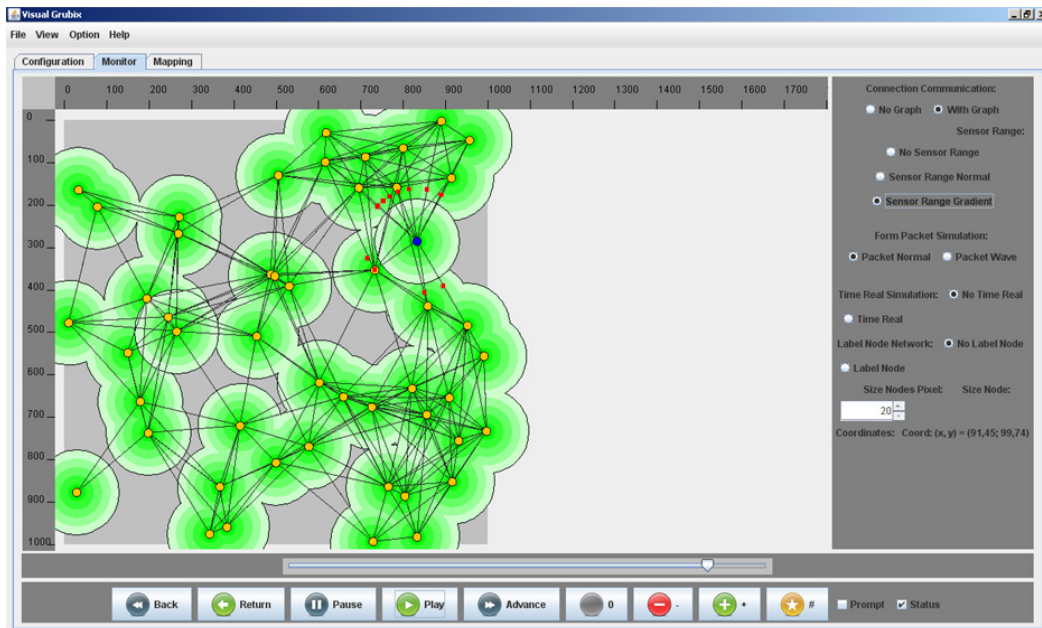 Visual Grubix
File View Option Help
Configuration Monitor Mapping
0 100 200 300 400 500 600 700 800 900 1000 1100 1200 1300 1400 1500 1600 1700
0
100
200
300
400
500
600
700
800
900
1000
Connection Communication:
No Graph With Graph
Sensor Range:
No Sensor Range
Sensor Range Normal
Sensor Range Gradient
Form Packet Simulation:
Packet Normal Packet Wave
Time Real Simulation: No Time Real
Time Real
Label Node Network: No Label Node
Label Node
Size Nodes Pixel: Size Node:
20
Coordinates: Coord: (x, y) = (91,45; 99,74)
Back Return Pause Play Advance 0 - + # Prompt Status